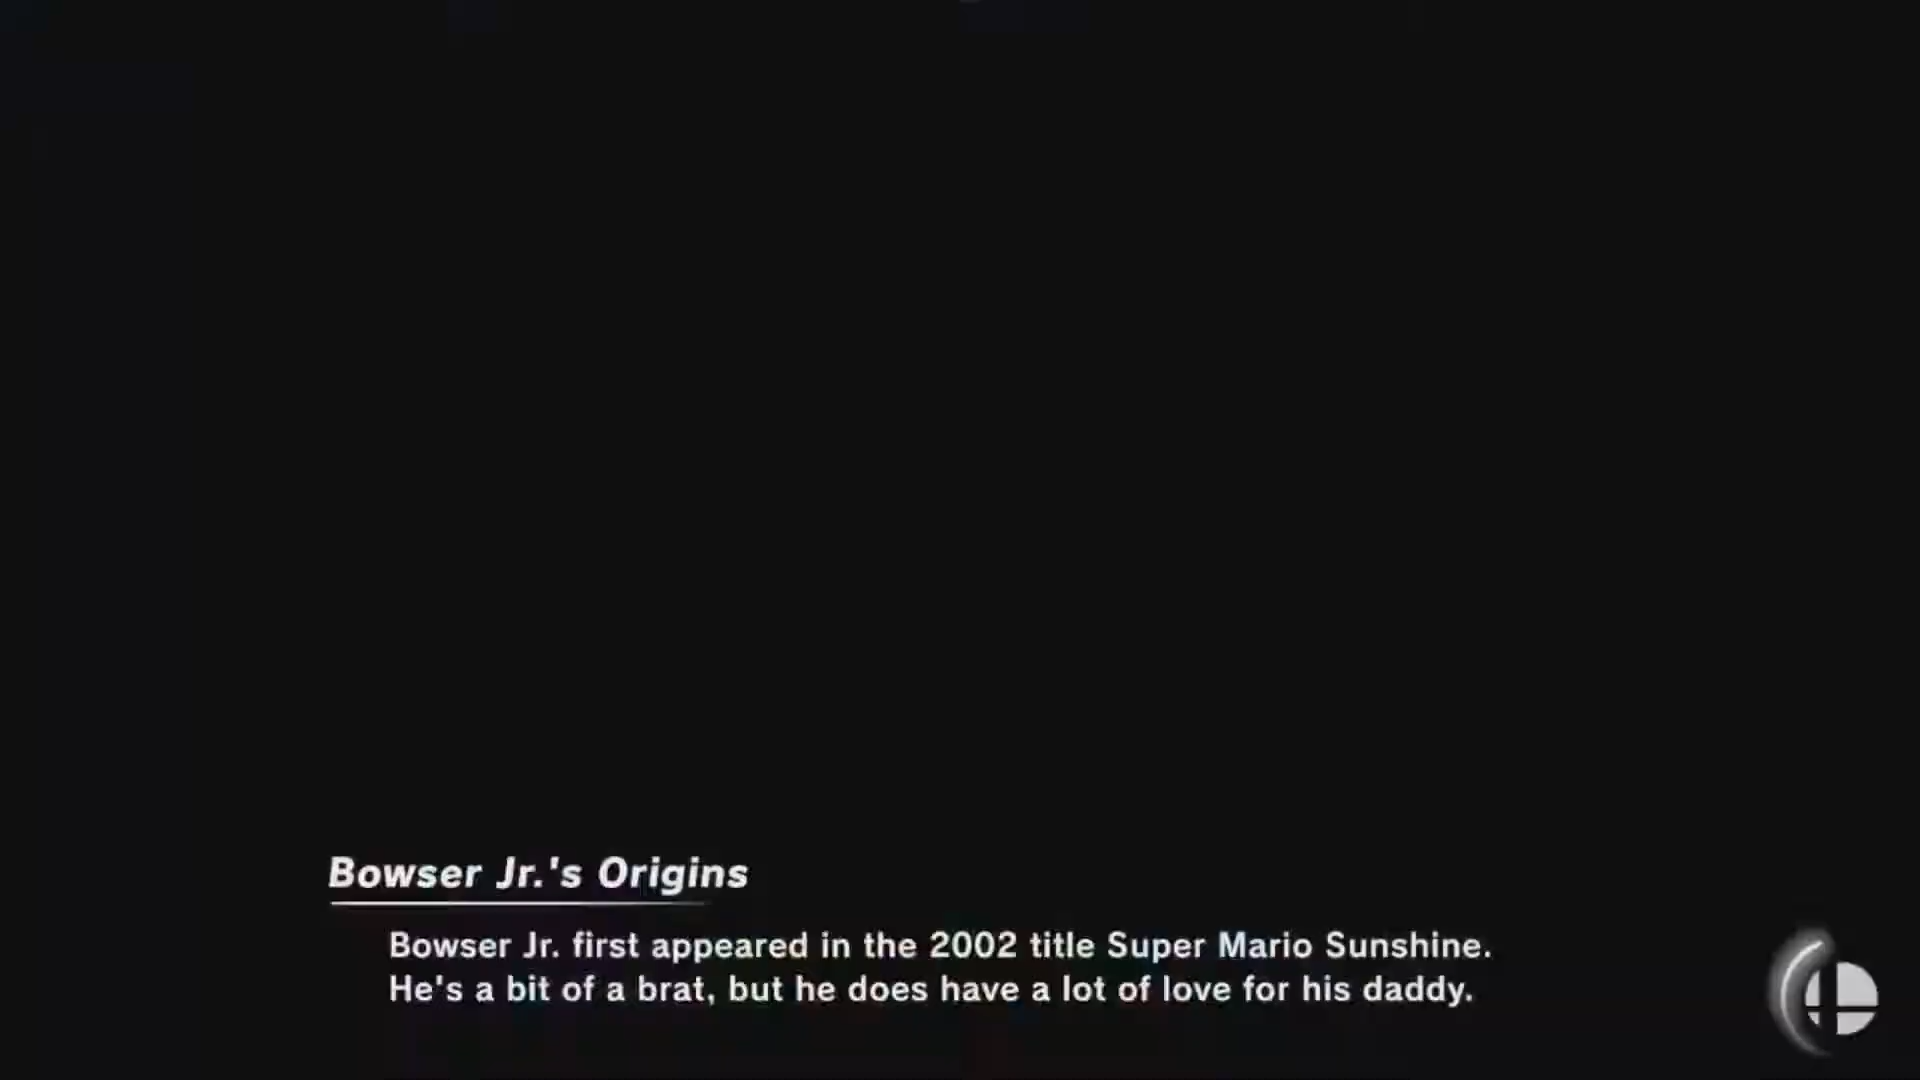 Bowser Jr.'s Origins
Bowser Jr. first appeared in the 2002 title Super Mario Sunshine.
He's a bit of a brat, but he does have a lot of love for his daddy.